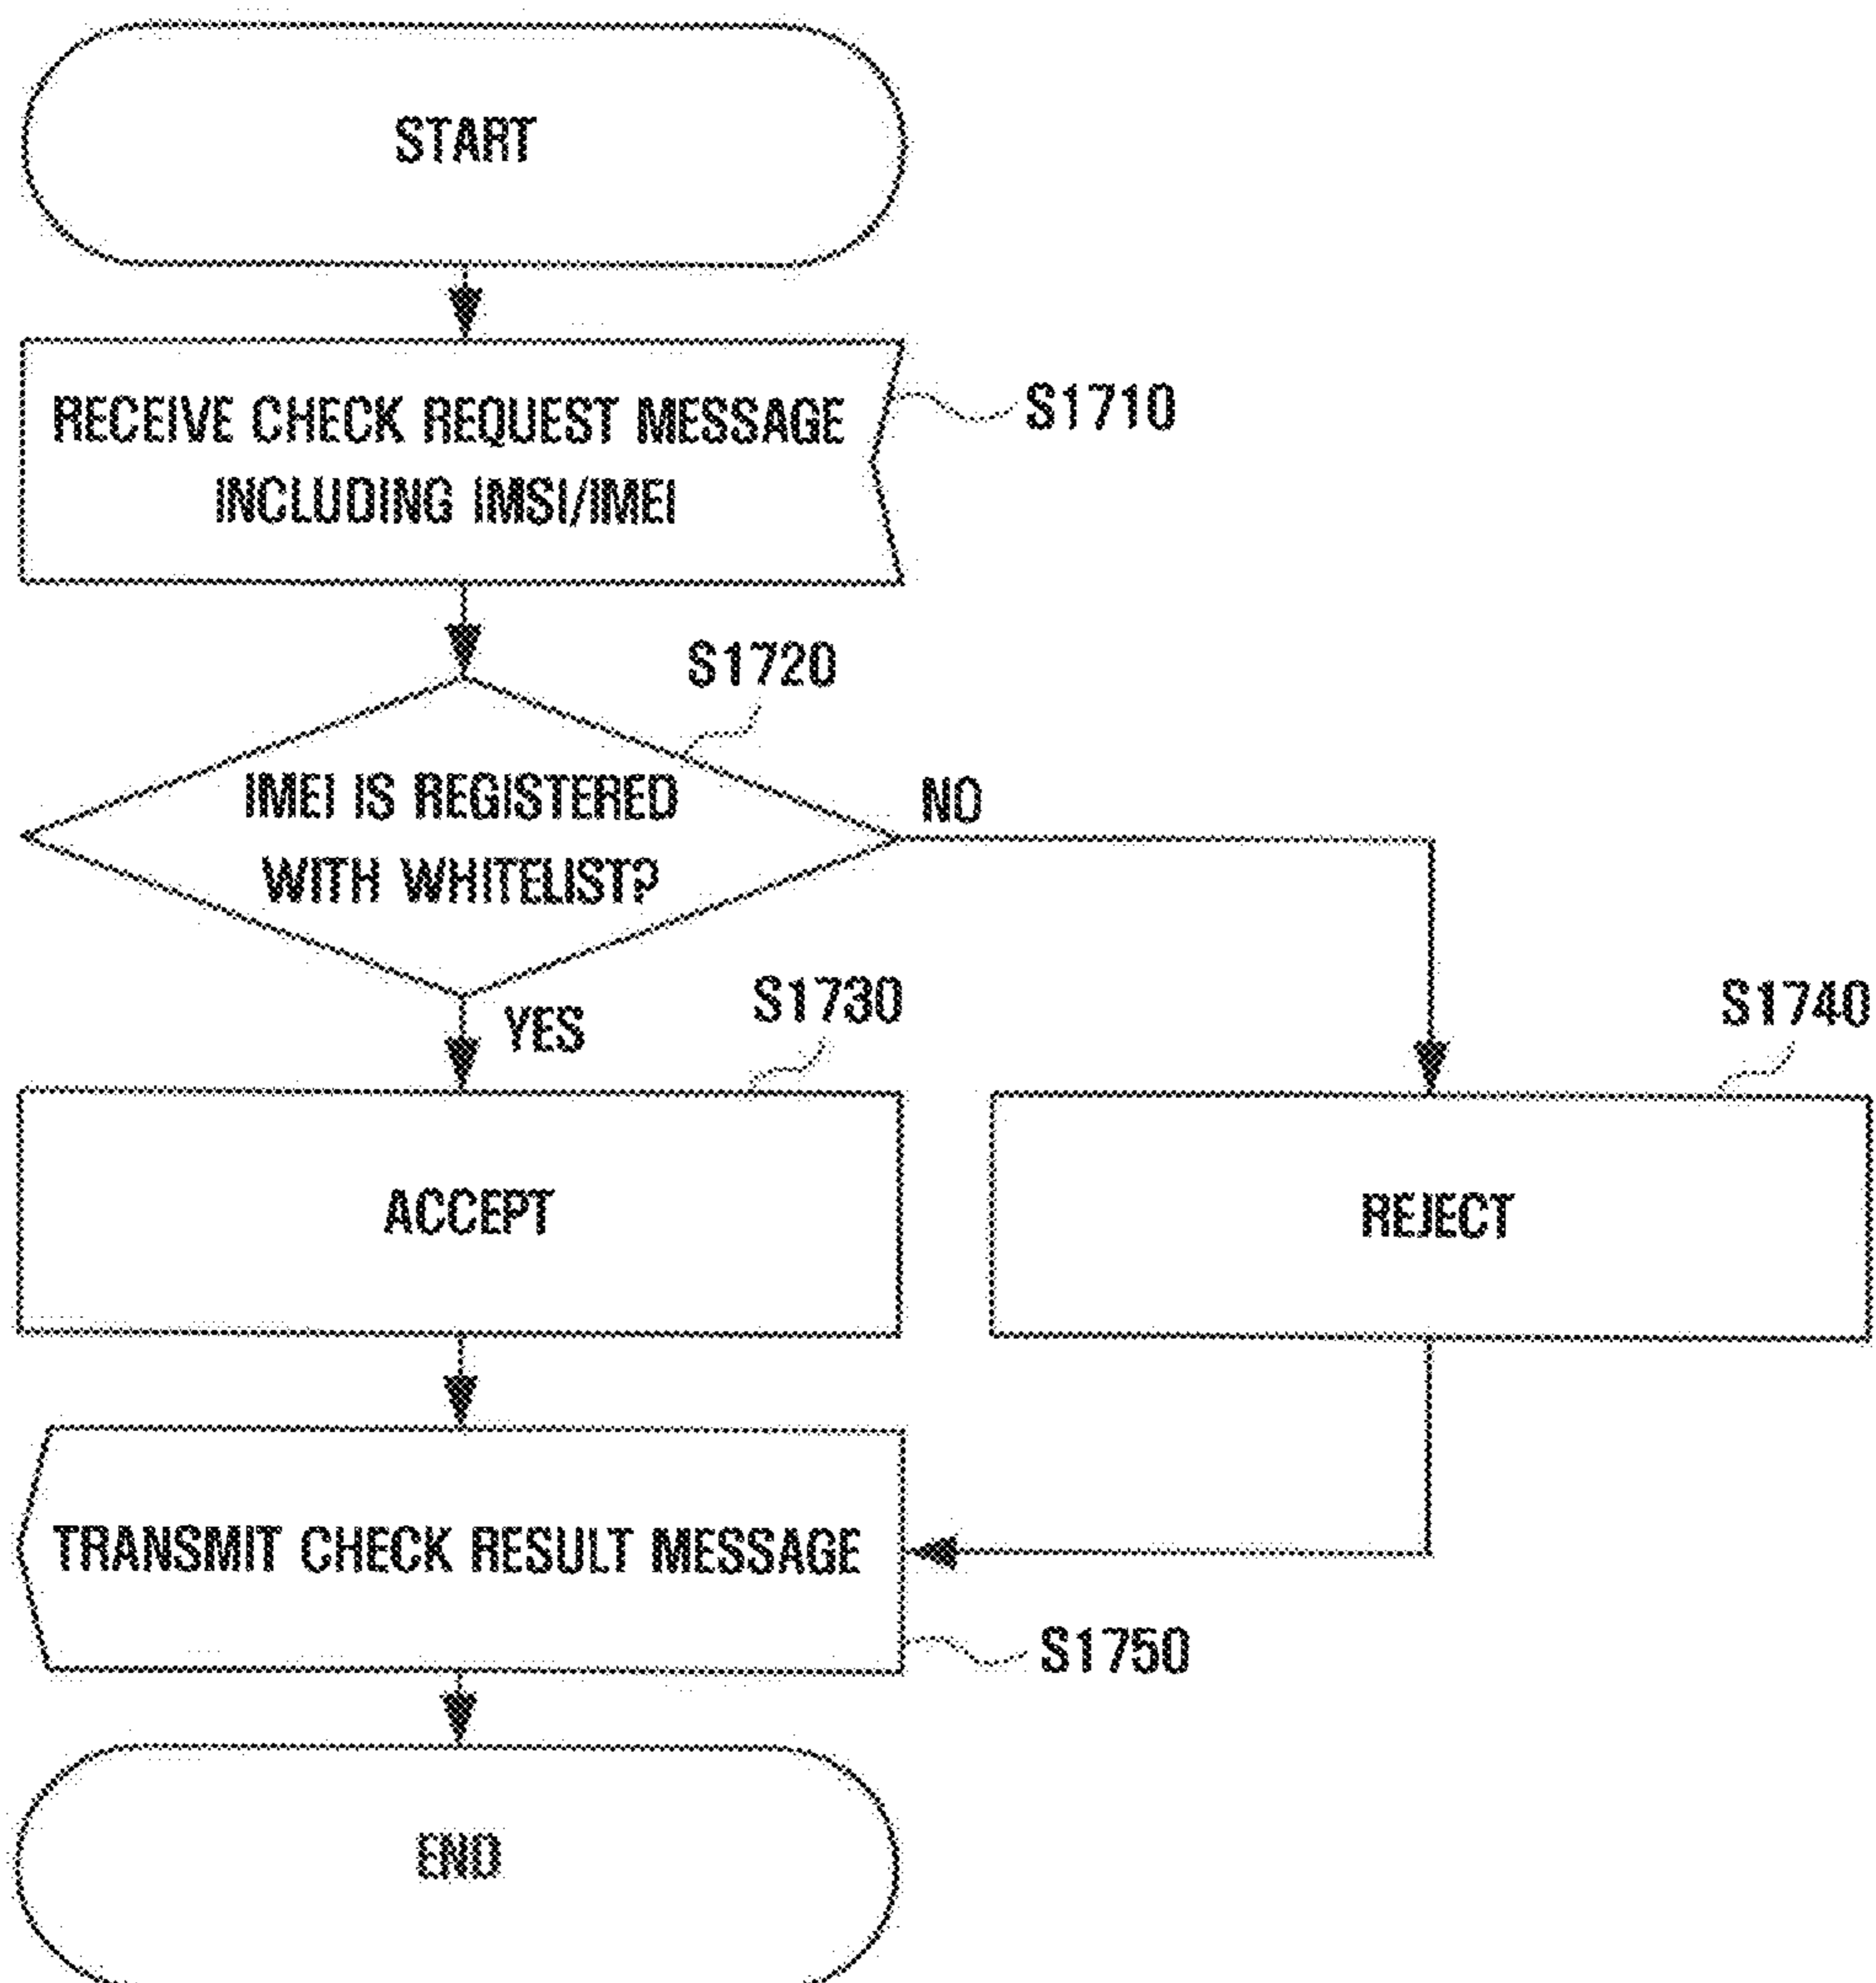 START
RECEIVE CHECK REQUEST MESSAGE
INCLUDING IMSI/IMEI
S1710
S1720
IMEI IS REGISTERED
WITH WHITELIST?
NO
YES
S1730
S1740
ACCEPT
REJECT
TRANSMIT CHECK RESULT MESSAGE
S1750
END